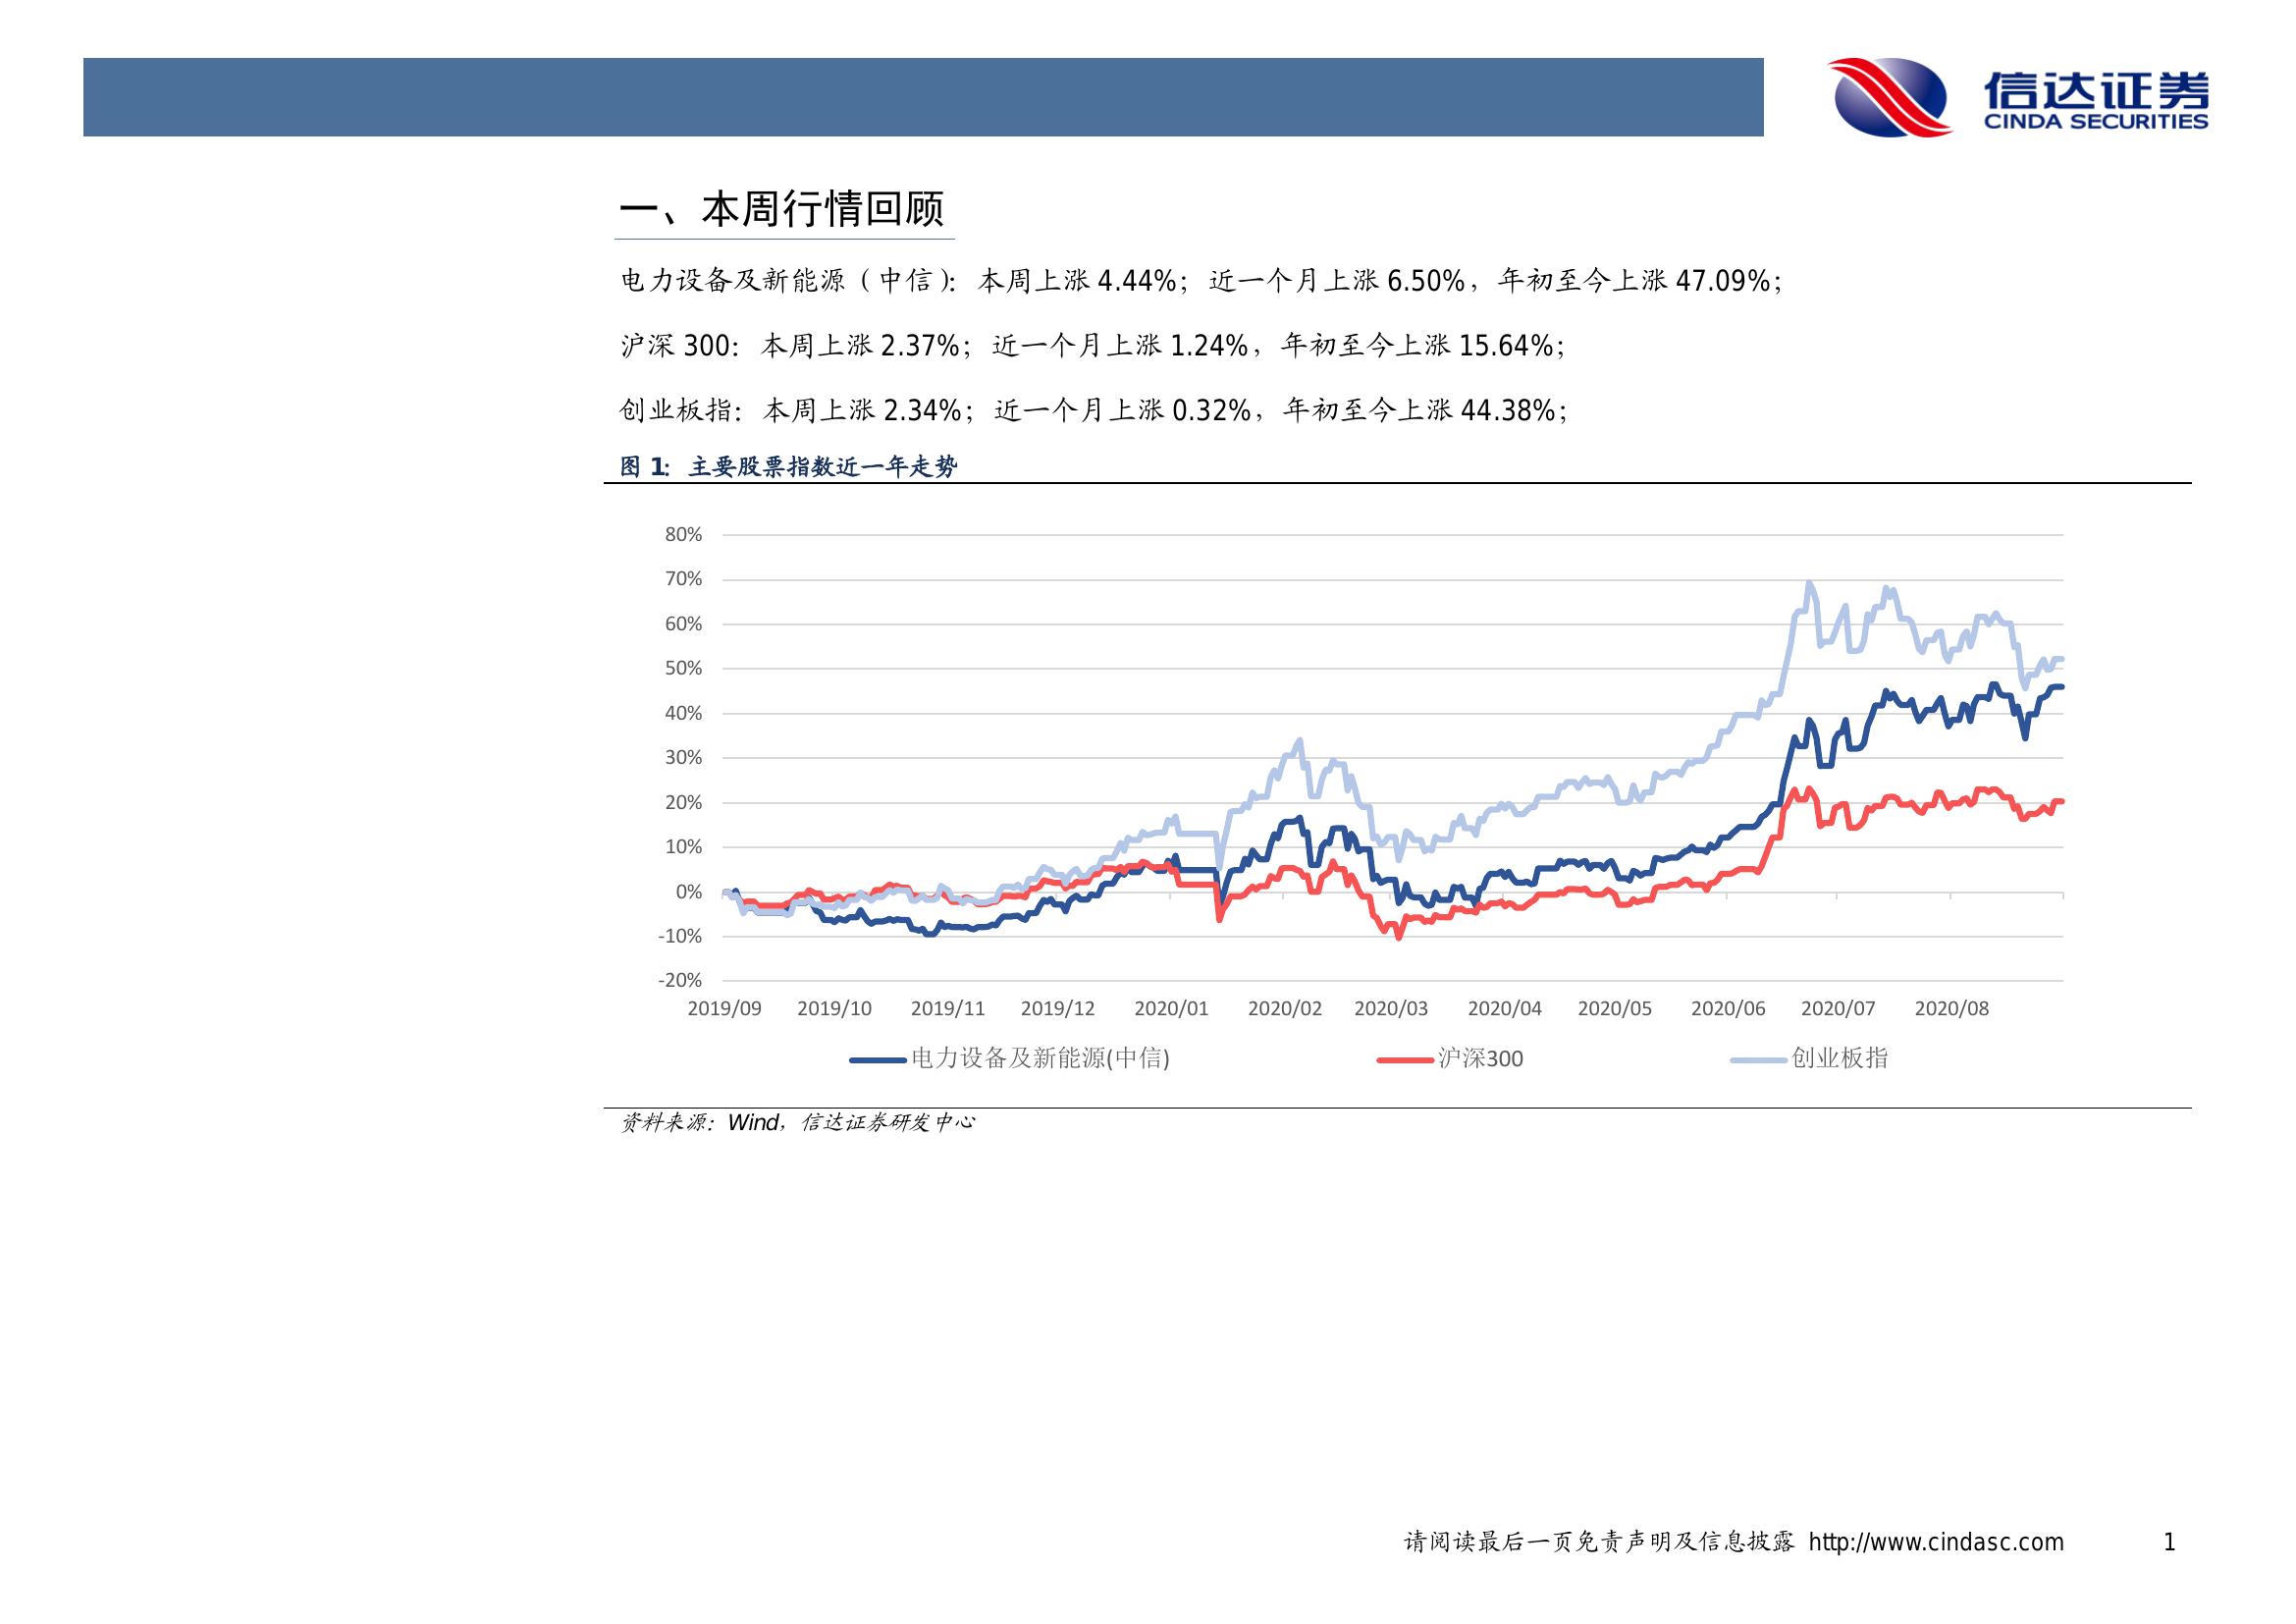 信达证券
CINDA SECURITIES
一、本周行情回顾
电力设备及新能源（中信）：本周上涨 4.44%；近一个月上涨 6.50%，年初至今上涨 47.09%；
沪深 300：本周上涨 2.37%；近一个月上涨 1.24%，年初至今上涨 15.64%；
创业板指：本周上涨 2.34%；近一个月上涨 0.32%，年初至今上涨 44.38%；
图 1：主要股票指数近一年走势
80%
70%
60%
50%
40%
30%
20%
10%
0%
-10%
-20%
2019/09 2019/10 2019/11 2019/12 2020/01 2020/02 2020/03 2020/04 2020/05 2020/06 2020/07 2020/08
电力设备及新能源(中信) 沪深300 创业板指
资料来源：Wind，信达证券研发中心
请阅读最后一页免责声明及信息披露 http://www.cindasc.com 1